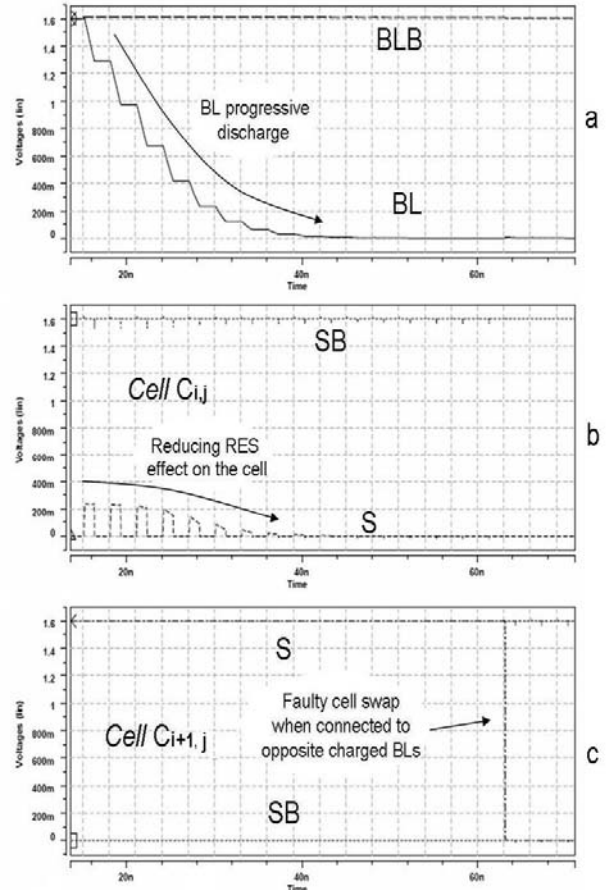 Voltages (lin)
1.6
1.4
1.2
1
800m
600m
400m
200m
0
BLB
BL progressive
discharge
BL
a
20n
40n
60n
Time
Voltages (lin)
1.6
1.4
1.2
1
800m
600m
400m
200m
0
SB
Cell Ci,j
Reducing RES
effect on the cell
S
b
20n
40n
60n
Time
Voltages (lin)
1.6
1.4
1.2
1
800m
600m
400m
200m
0
S
Faulty cell swap
when connected to
opposite charged BLs
Cell Ci+1, j
SB
c
20n
40n
60n
Time